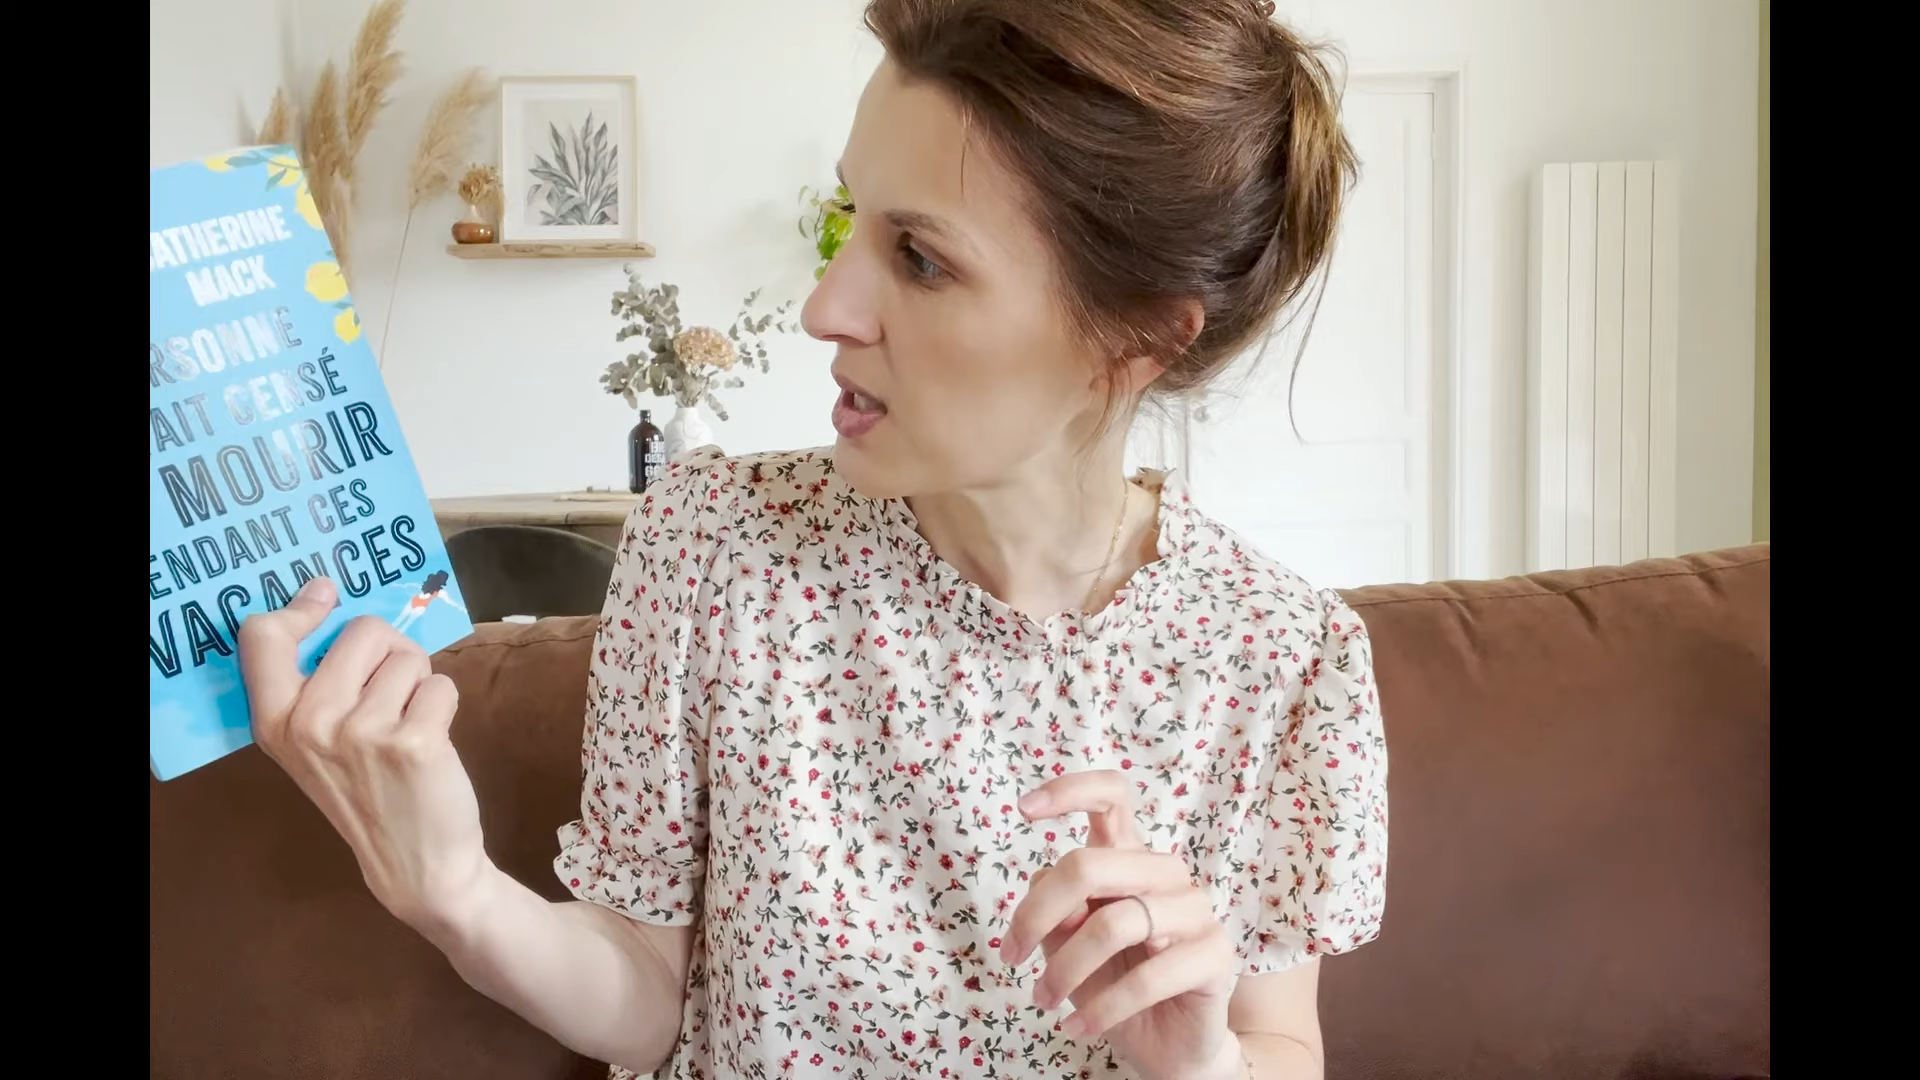 ATHERINE
MACK
RSONNE
AIT CENSÉ
MOURIR
ENDANT CES
VACANCES